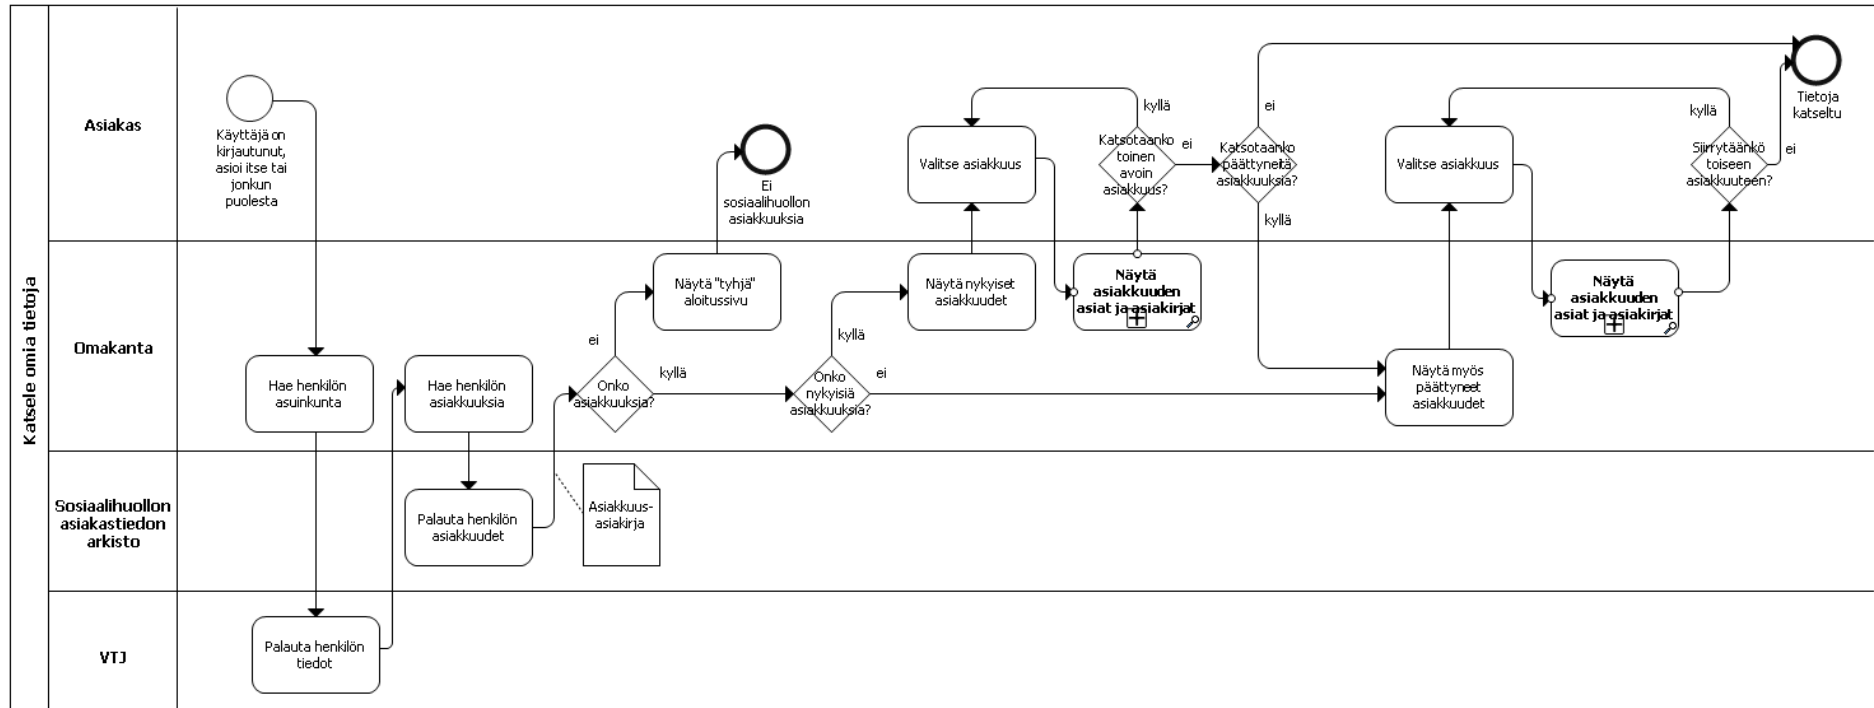 Katsele omia tietoja
Asiakas
Käyttäjä on
kirjautunut,
asioi itse tai
jonkun
puolesta
Ei
sosiaalihuollon
asiakkuuksia
Valitse asiakkuus
kyllä
Katsotaanko
toinen
avoin
asiakkuus?
ei
ei
Katsotaanko
päättyneitä
asiakkuuksia?
kyllä
Valitse asiakkuus
kyllä
Siirrytäänkö
toiseen
asiakkuuteen?
ei
Tietoja
katseltu
Omakanta
Hae henkilön
asuinkunta
Hae henkilön
asiakkuuksia
Onko
asiakkuuksia?
ei
kyllä
Näytä "tyhjä"
aloitussivu
Onko
nykyisiä
asiakkuuksia?
kyllä
ei
Näytä nykyiset
asiakkuudet
Näytä
asiakkuuden
asiat ja asiakirjat
Näytä myös
päättyneet
asiakkuudet
Näytä
asiakkuuden
asiat ja asiakirjat
Sosiaalihuollon
asiakastiedon
arkisto
Palauta henkilön
asiakkuudet
Asiakkuus-
asiakirja
VTJ
Palauta henkilön
tiedot